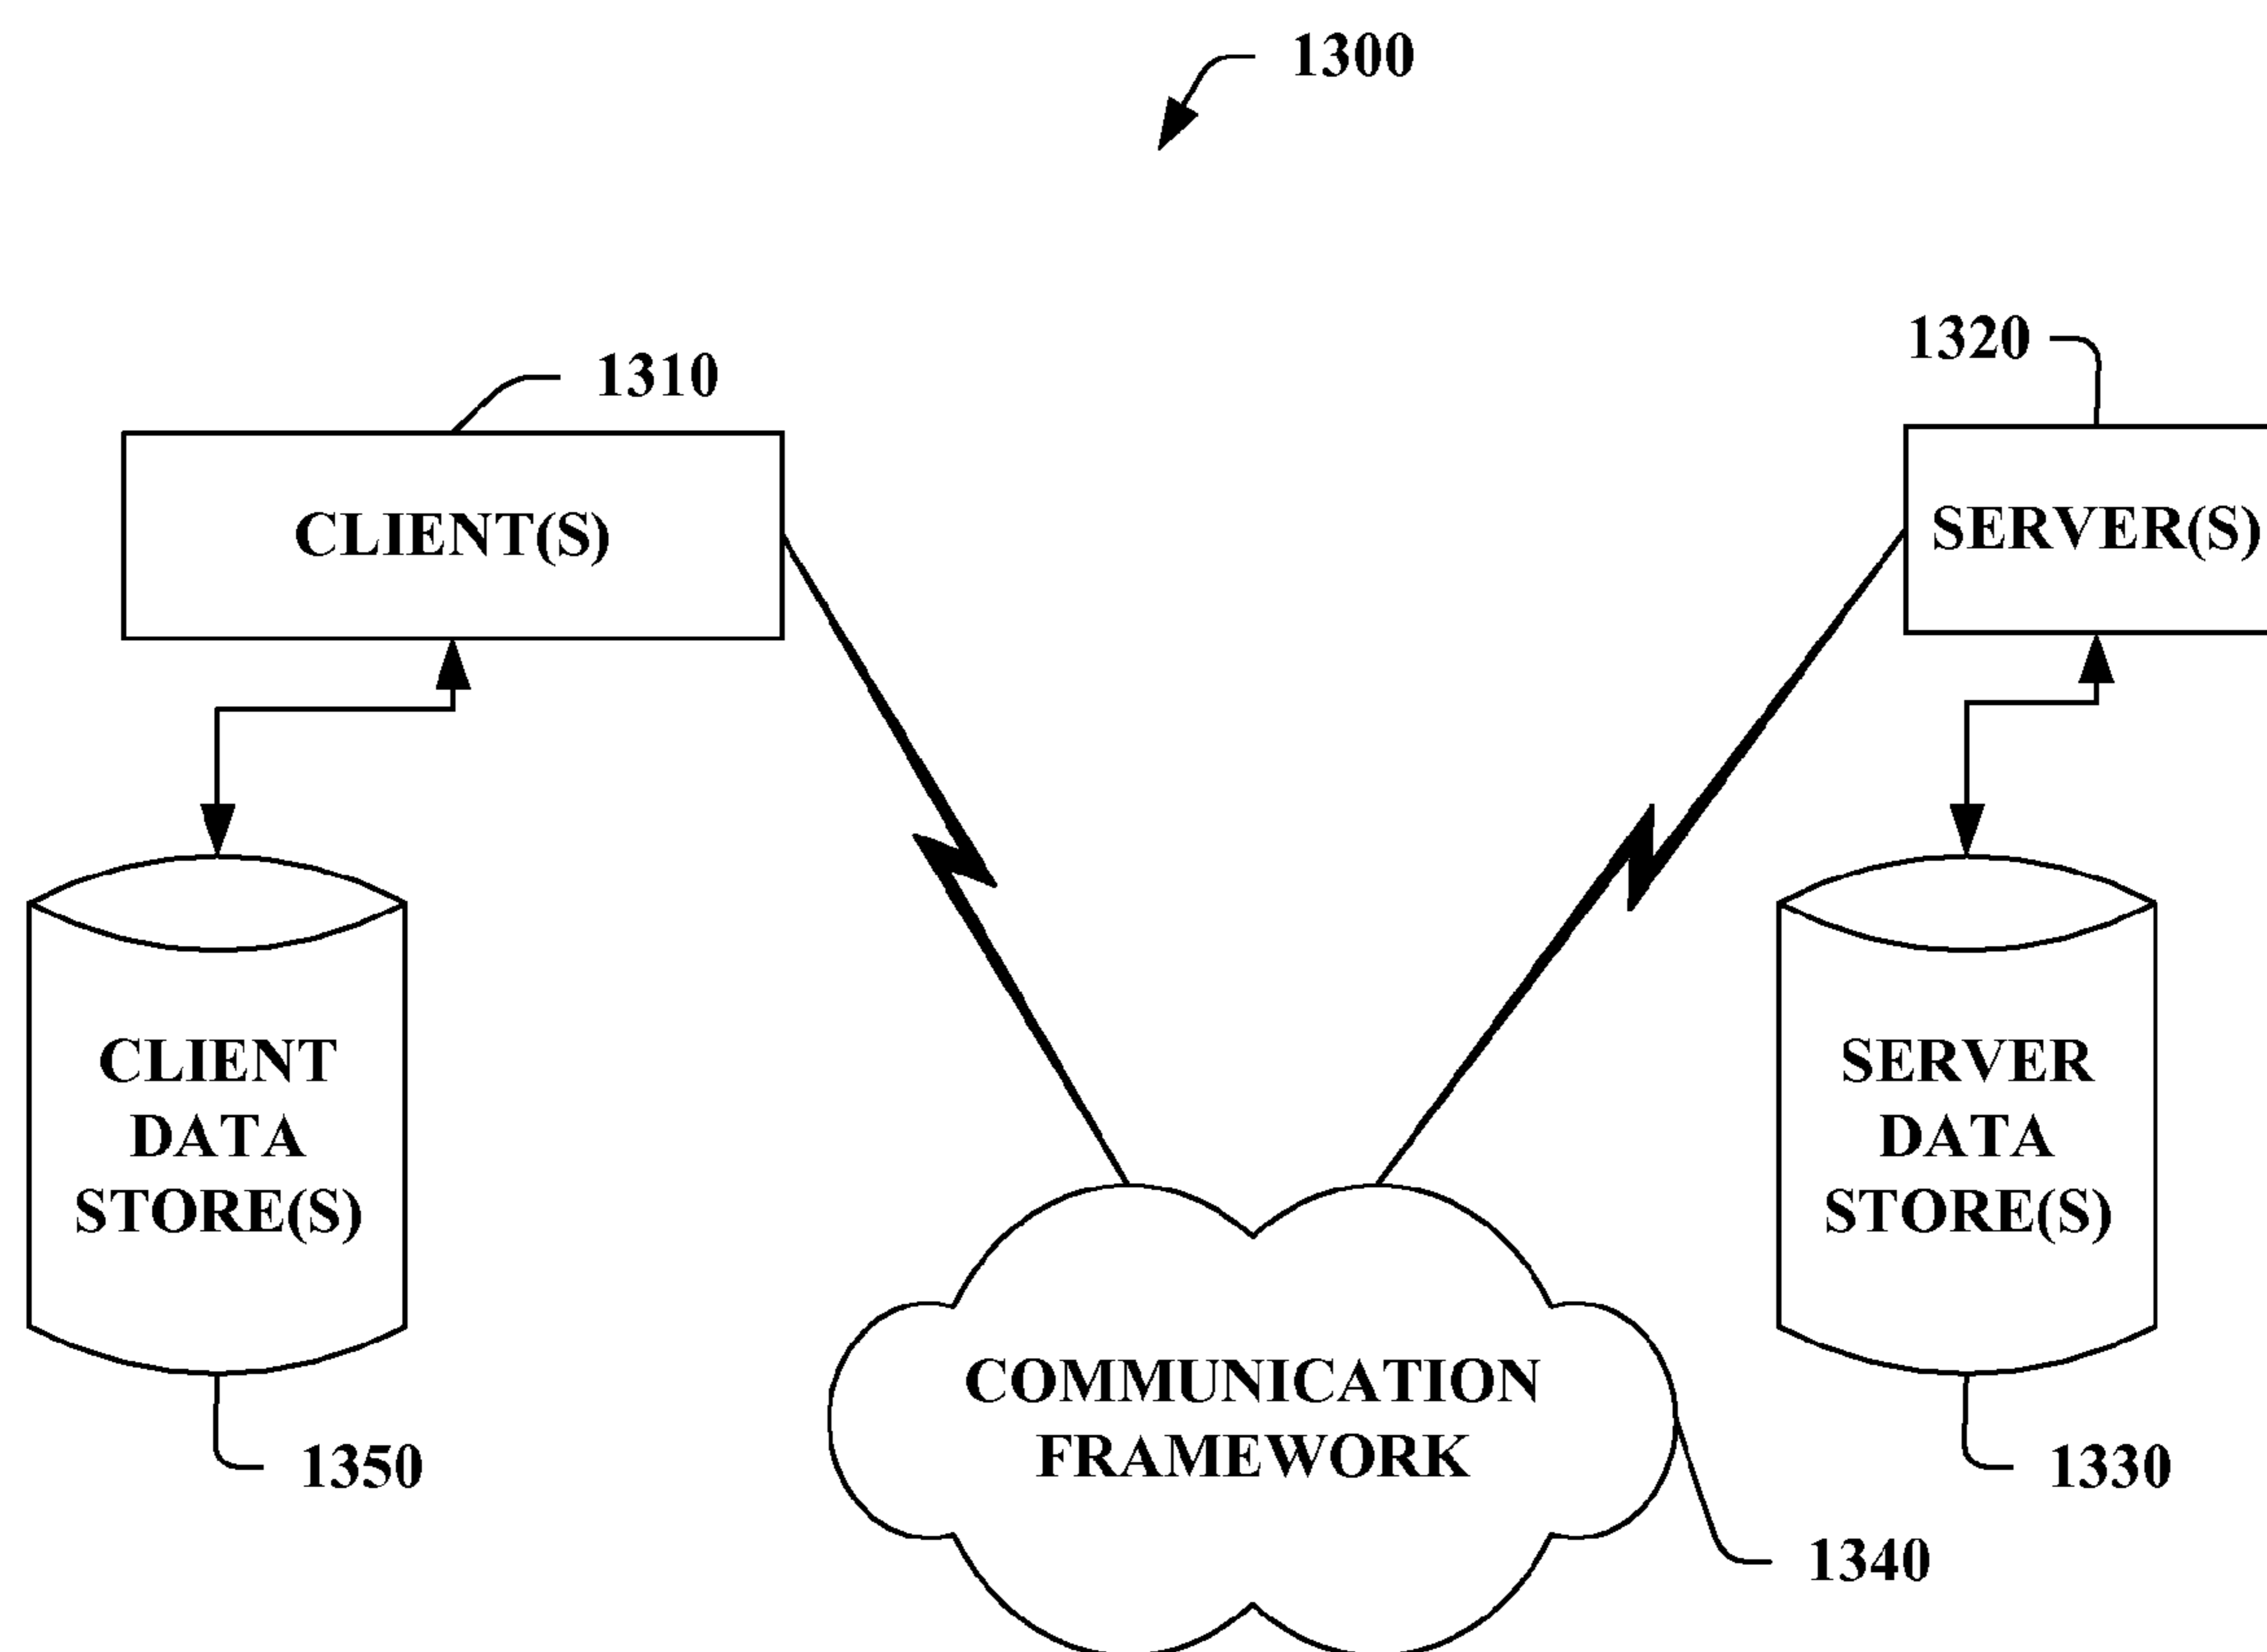 1300
1310
1320
CLIENT(S)
SERVER(S)
CLIENT
DATA
STORE(S)
SERVER
DATA
STORE(S)
COMMUNICATION
FRAMEWORK
1350
1330
1340